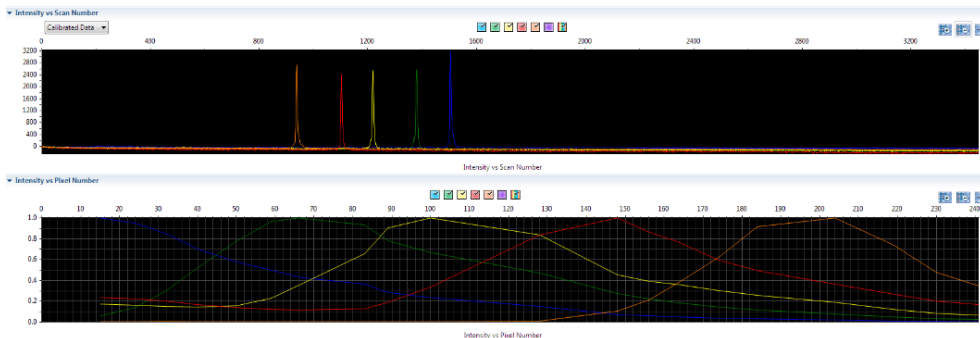 Intensity vs Scan Number
Calibrated Data
0 400 800 1200 1600 2000 2400 2800 3200
3200
2800
2400
2000
1600
1200
800
400
0
Intensity vs Scan Number
Intensity vs Pixel Number
0 10 20 30 40 50 60 70 80 90 100 110 120 130 140 150 160 170 180 190 200 210 220 230 240
1.0
0.8
0.6
0.4
0.2
0.0
Intensity vs Pixel Number